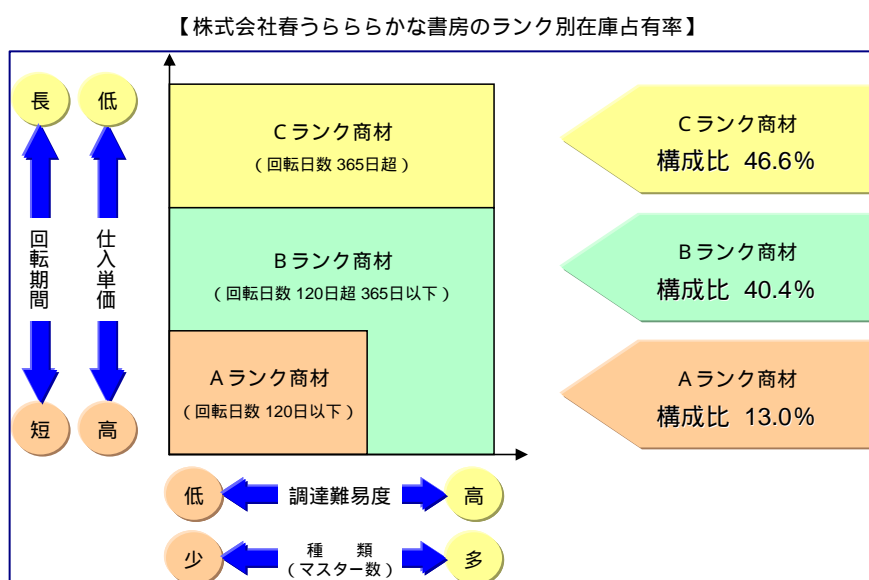 【株式会社春うらららかな書房のランク別在庫占有率】
長
低
回転期間
仕入単価
短
高
Cランク商材
(回転日数 365日超)
Bランク商材
(回転日数 120日超 365日以下)
Aランク商材
(回転日数 120日以下)
Cランク商材
構成比 46.6%
Bランク商材
構成比 40.4%
Aランク商材
構成比 13.0%
低
調達難易度
高
少
種 類
(マスター数)
多